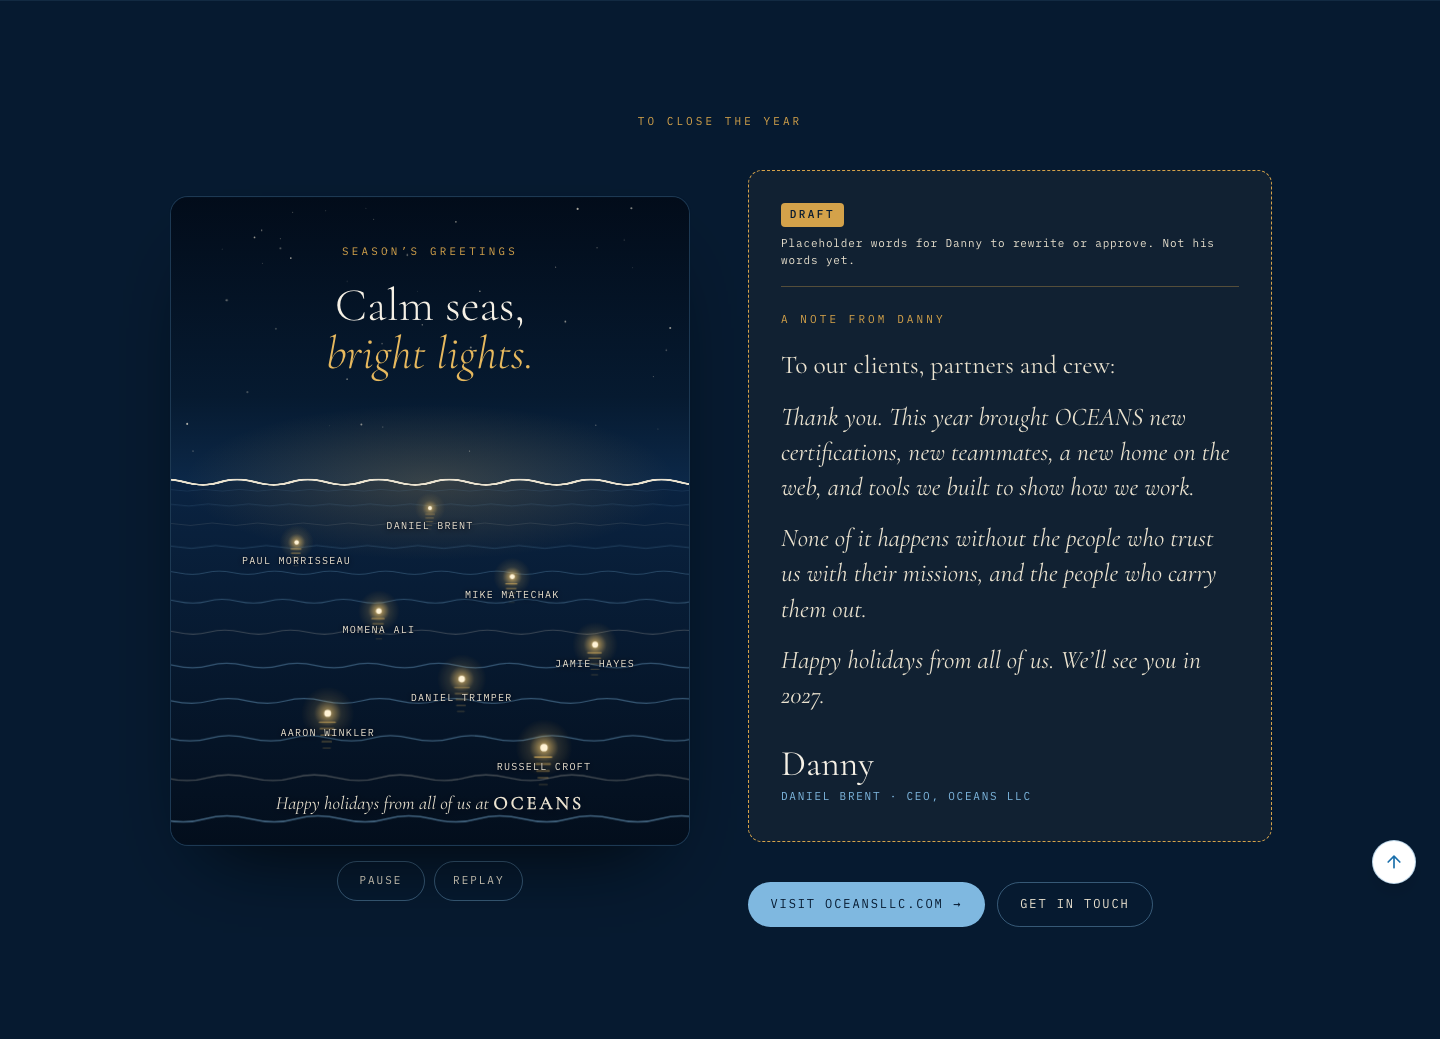 TO CLOSE THE YEAR
SEASON'S GREETINGS
Calm seas,
bright lights.
DANIEL BRENT
PAUL MORRISSEAU
MIKE MATECHAK
MOMENA ALI
JAMIE HAYES
DANIEL TRIMPER
AARON WINKLER
RUSSELL CROFT
Happy holidays from all of us at OCEANS
PAUSE
REPLAY
DRAFT
Placeholder words for Danny to rewrite or approve. Not his
words yet.
A NOTE FROM DANNY
To our clients, partners and crew:
Thank you. This year brought OCEANS new
certifications, new teammates, a new home on the
web, and tools we built to show how we work.
None of it happens without the people who trust
us with their missions, and the people who carry
them out.
Happy holidays from all of us. We’ll see you in
2027.
Danny
DANIEL BRENT · CEO, OCEANS LLC
VISIT OCEANSLLC.COM →
GET IN TOUCH